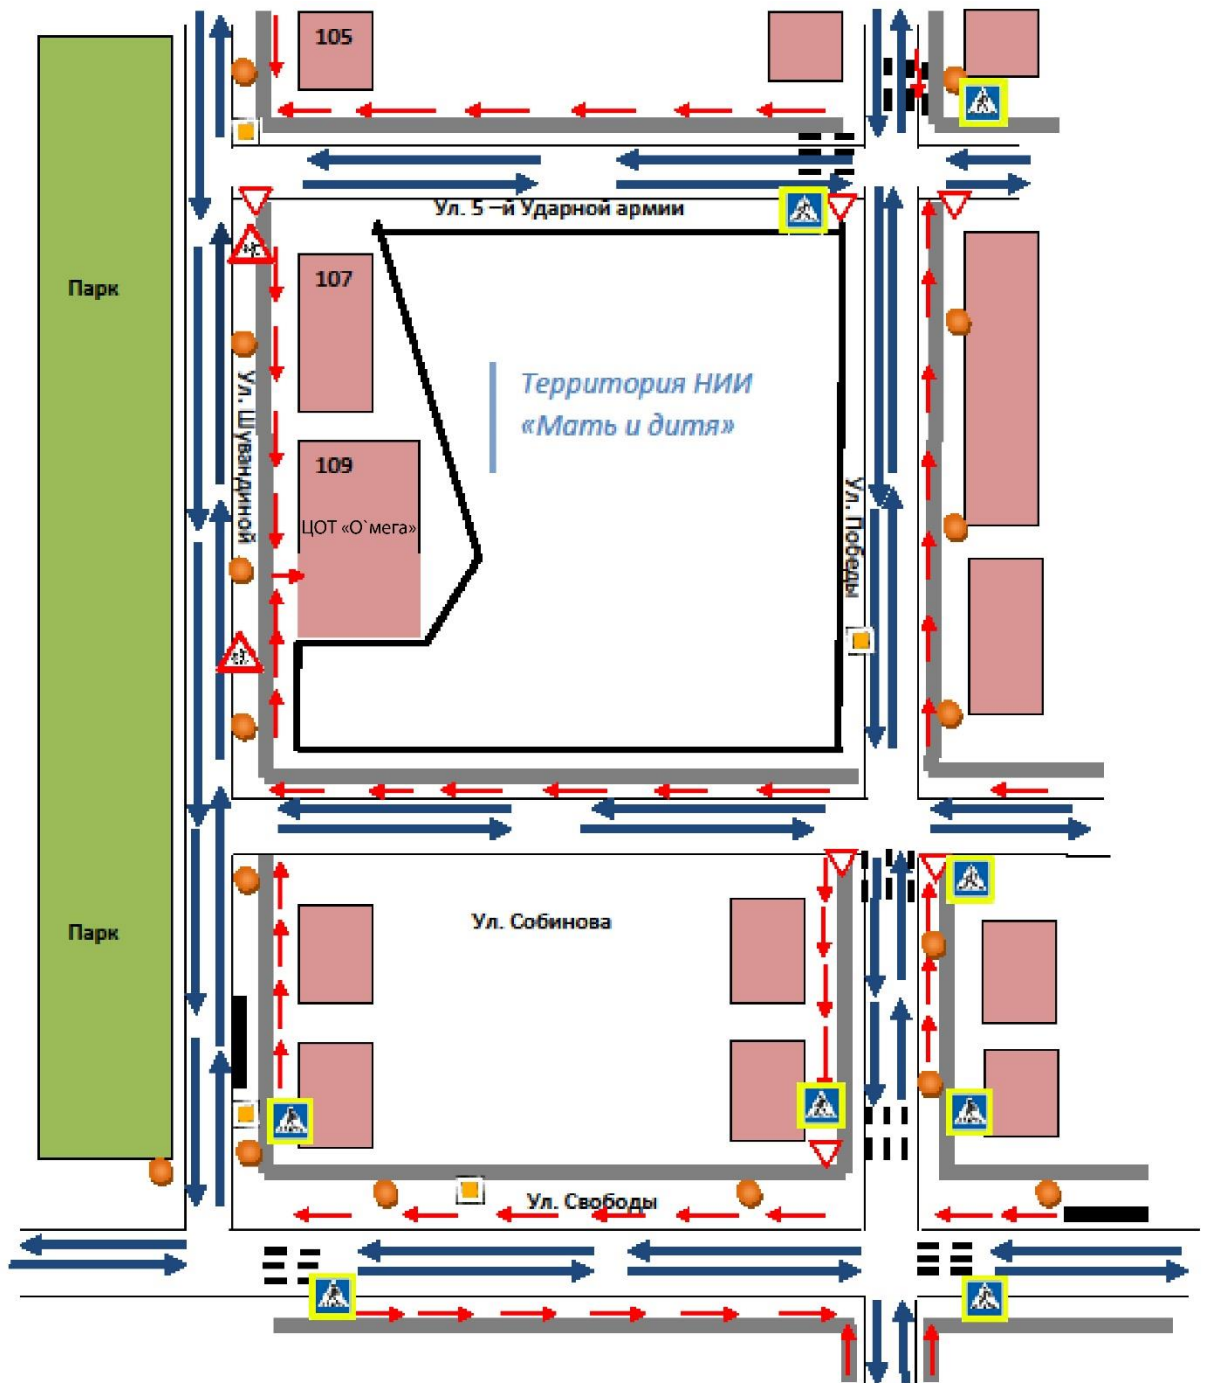 105
Ул. 5 –й Ударной армии
Парк
107
Территория НИИ
«Мать и дитя»
Ул. Шувандиной
109
ЦОТ «О`мега»
Ул. Победы
Ул. Собинова
Парк
Ул. Свободы